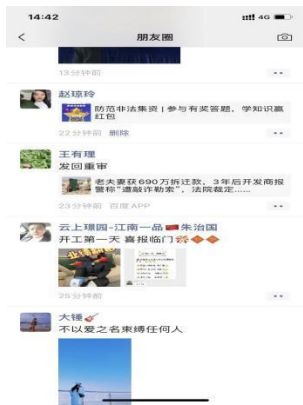 14:42
4G
朋友圈
13分钟前
赵琼玲
防范非法集资 | 参与有奖答题，学知识赢
红包
22分钟前 删除
王有理
发回重审
老夫妻获690万拆迁款，3年后开发商报
警称“遭敲诈勒索”，法院裁定……
23分钟前 百度APP
云上璟园-江南一品 朱治国
开工第一天 喜报临门
25分钟前
大锤
不以爱之名束缚任何人